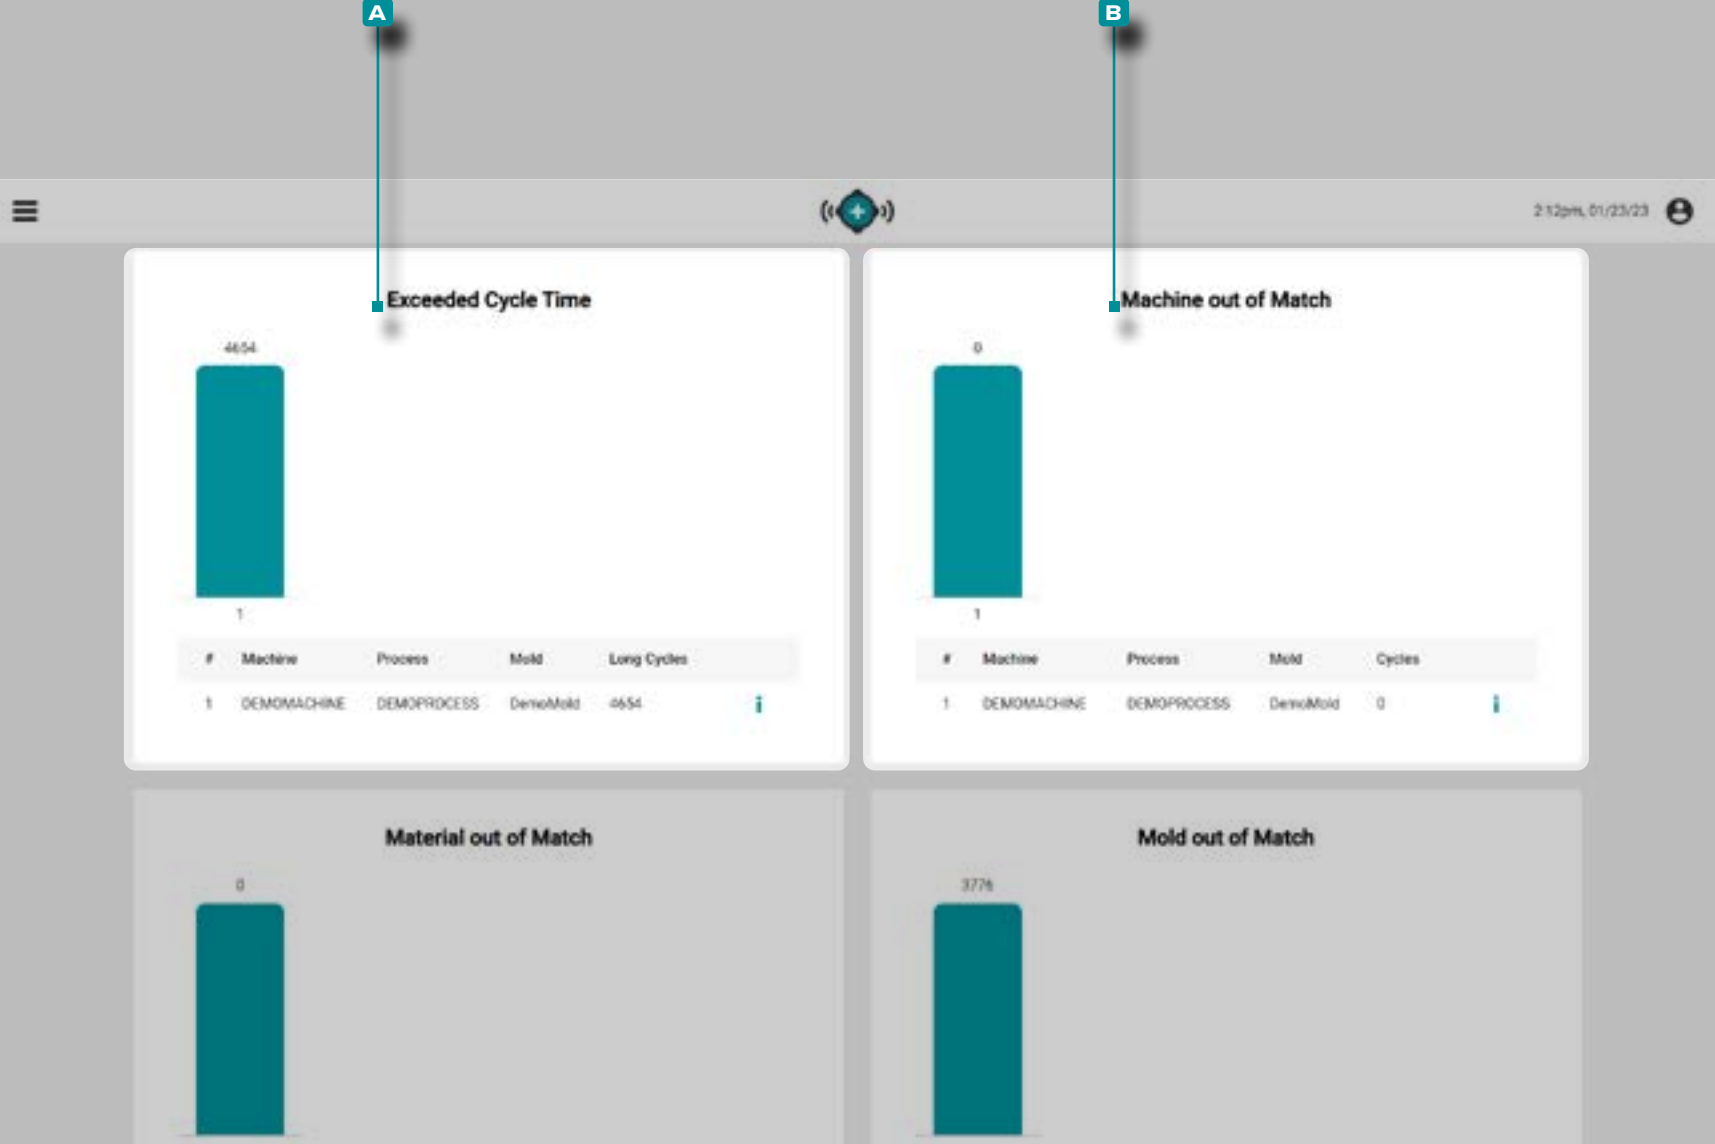 A
B
2:12pm, 01/23/23
Exceeded Cycle Time
4654
1
# Machine Process Mold Long Cycles
1 DEMOMACHINE DEMOPROCESS DemoMold 4654 i
Machine out of Match
0
1
# Machine Process Mold Cycles
1 DEMOMACHINE DEMOPROCESS DemoMold 0 i
Material out of Match
0
Mold out of Match
3776